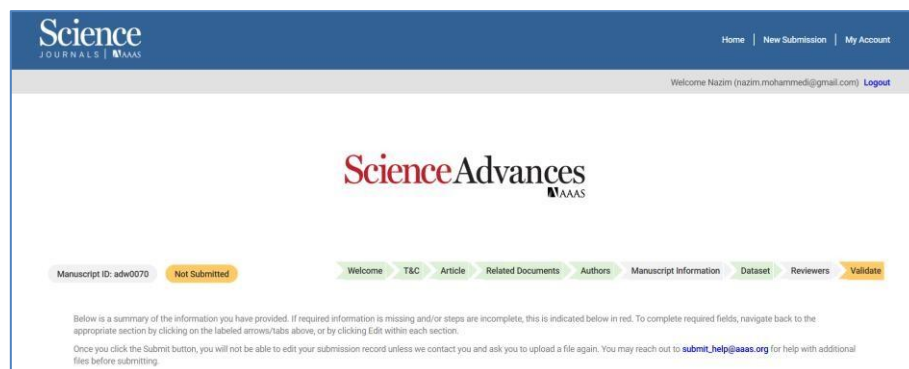 Science
JOURNALS | AAAS
Home | New Submission | My Account
Welcome Nazim (nazim.mohammedi@gmail.com) Logout
Science Advances
AAAS
Manuscript ID: adw0070 Not Submitted Welcome T&C Article Related Documents Authors Manuscript Information Dataset Reviewers Validate
Below is a summary of the information you have provided. If required information is missing and/or steps are incomplete, this is indicated below in red. To complete required fields, navigate back to the
appropriate section by clicking on the labeled arrows/tabs above, or by clicking Edit within each section.
Once you click the Submit button, you will not be able to edit your submission record unless we contact you and ask you to upload a file again. You may reach out to submit_help@aaas.org for help with additional
files before submitting.